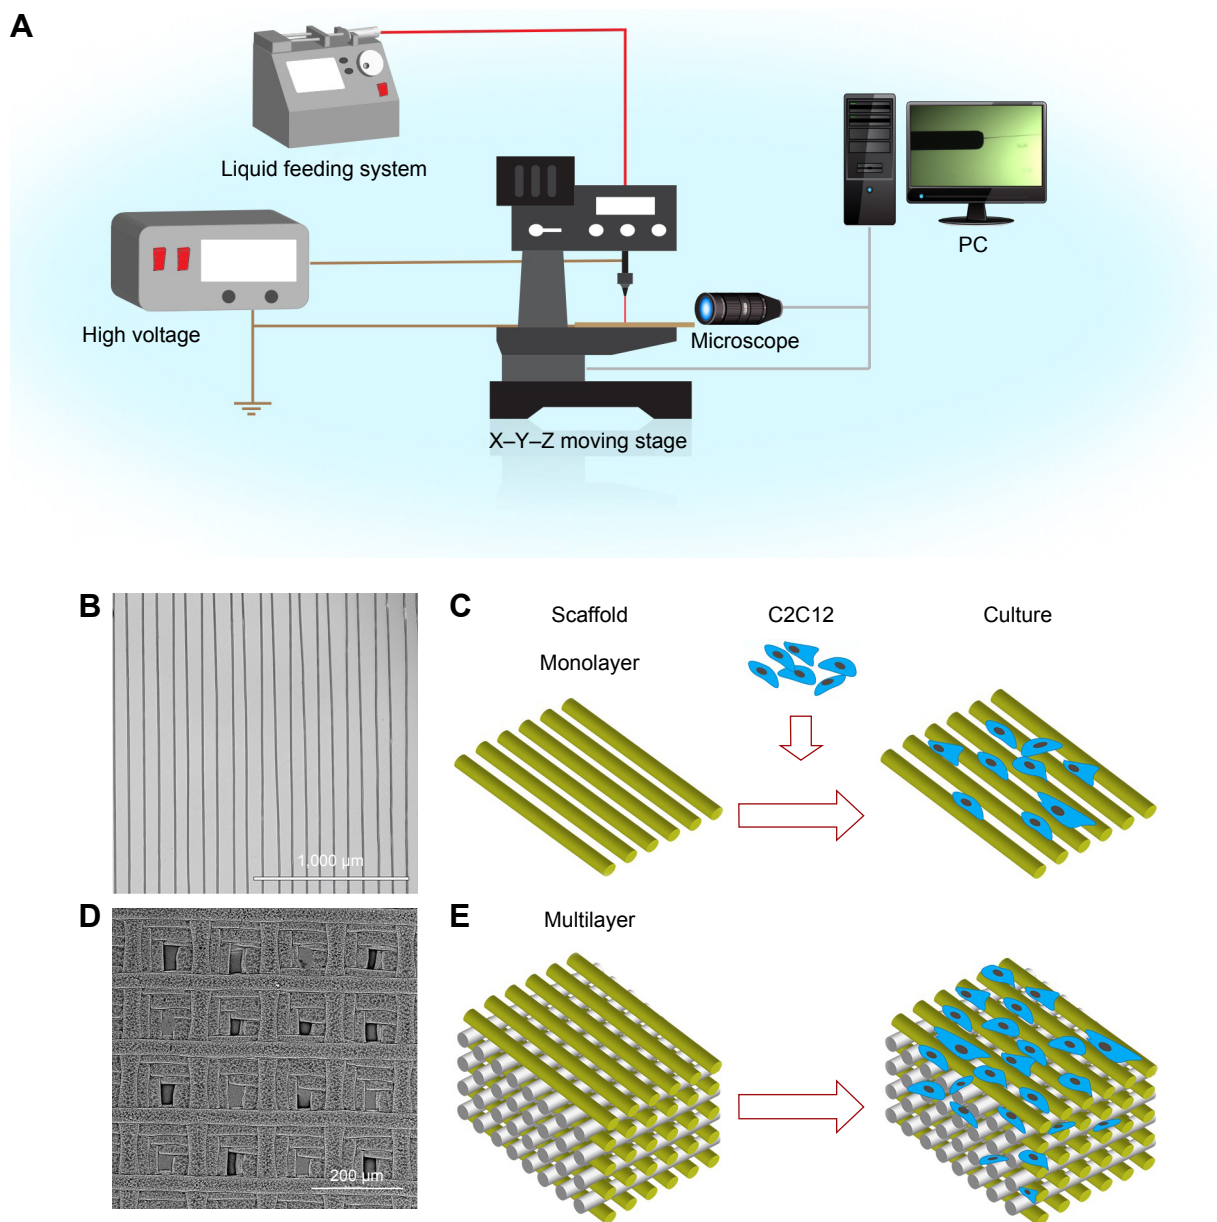 A
Liquid feeding system
PC
High voltage
Microscope
X–Y–Z moving stage
B
1,000 µm
C
Scaffold
C2C12
Culture
Monolayer
D
200 µm
E
Multilayer